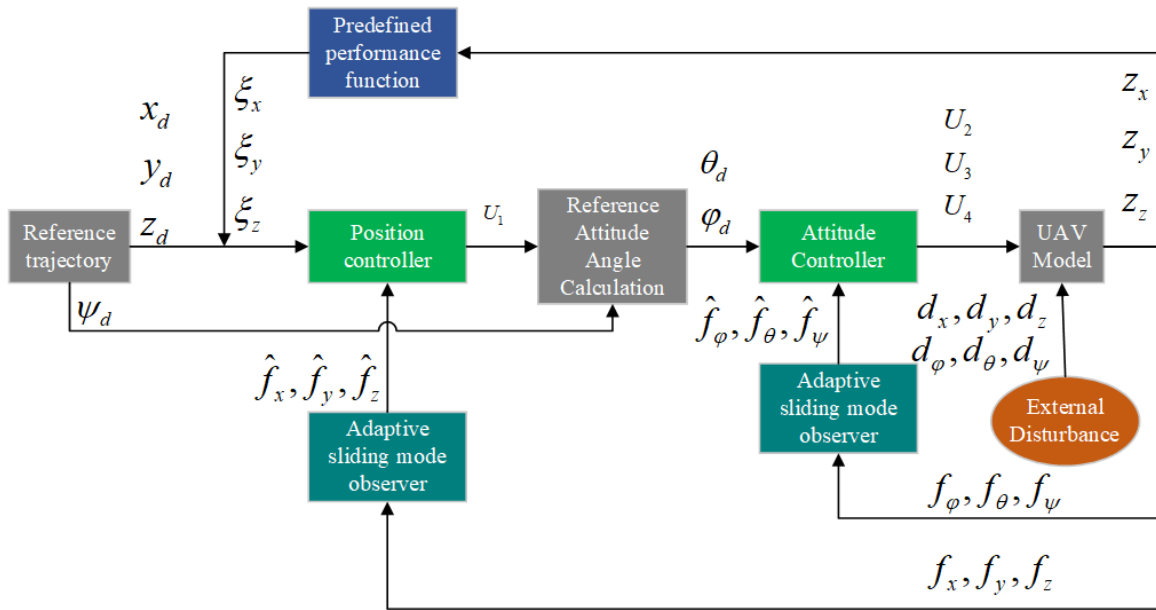 Predefined
performance
function
x_d
y_d
z_d
ξ_x
ξ_y
ξ_z
z_x
z_y
z_z
U_2
U_3
U_4
θ_d
φ_d
U_1
Reference
trajectory
Position
controller
Reference
Attitude
Angle
Calculation
Attitude
Controller
UAV
Model
ψ_d
f̂_x, f̂_y, f̂_z
f̂_φ, f̂_θ, f̂_ψ
d_x, d_y, d_z
d_φ, d_θ, d_ψ
Adaptive
sliding mode
observer
Adaptive
sliding mode
observer
External
Disturbance
f_φ, f_θ, f_ψ
f_x, f_y, f_z